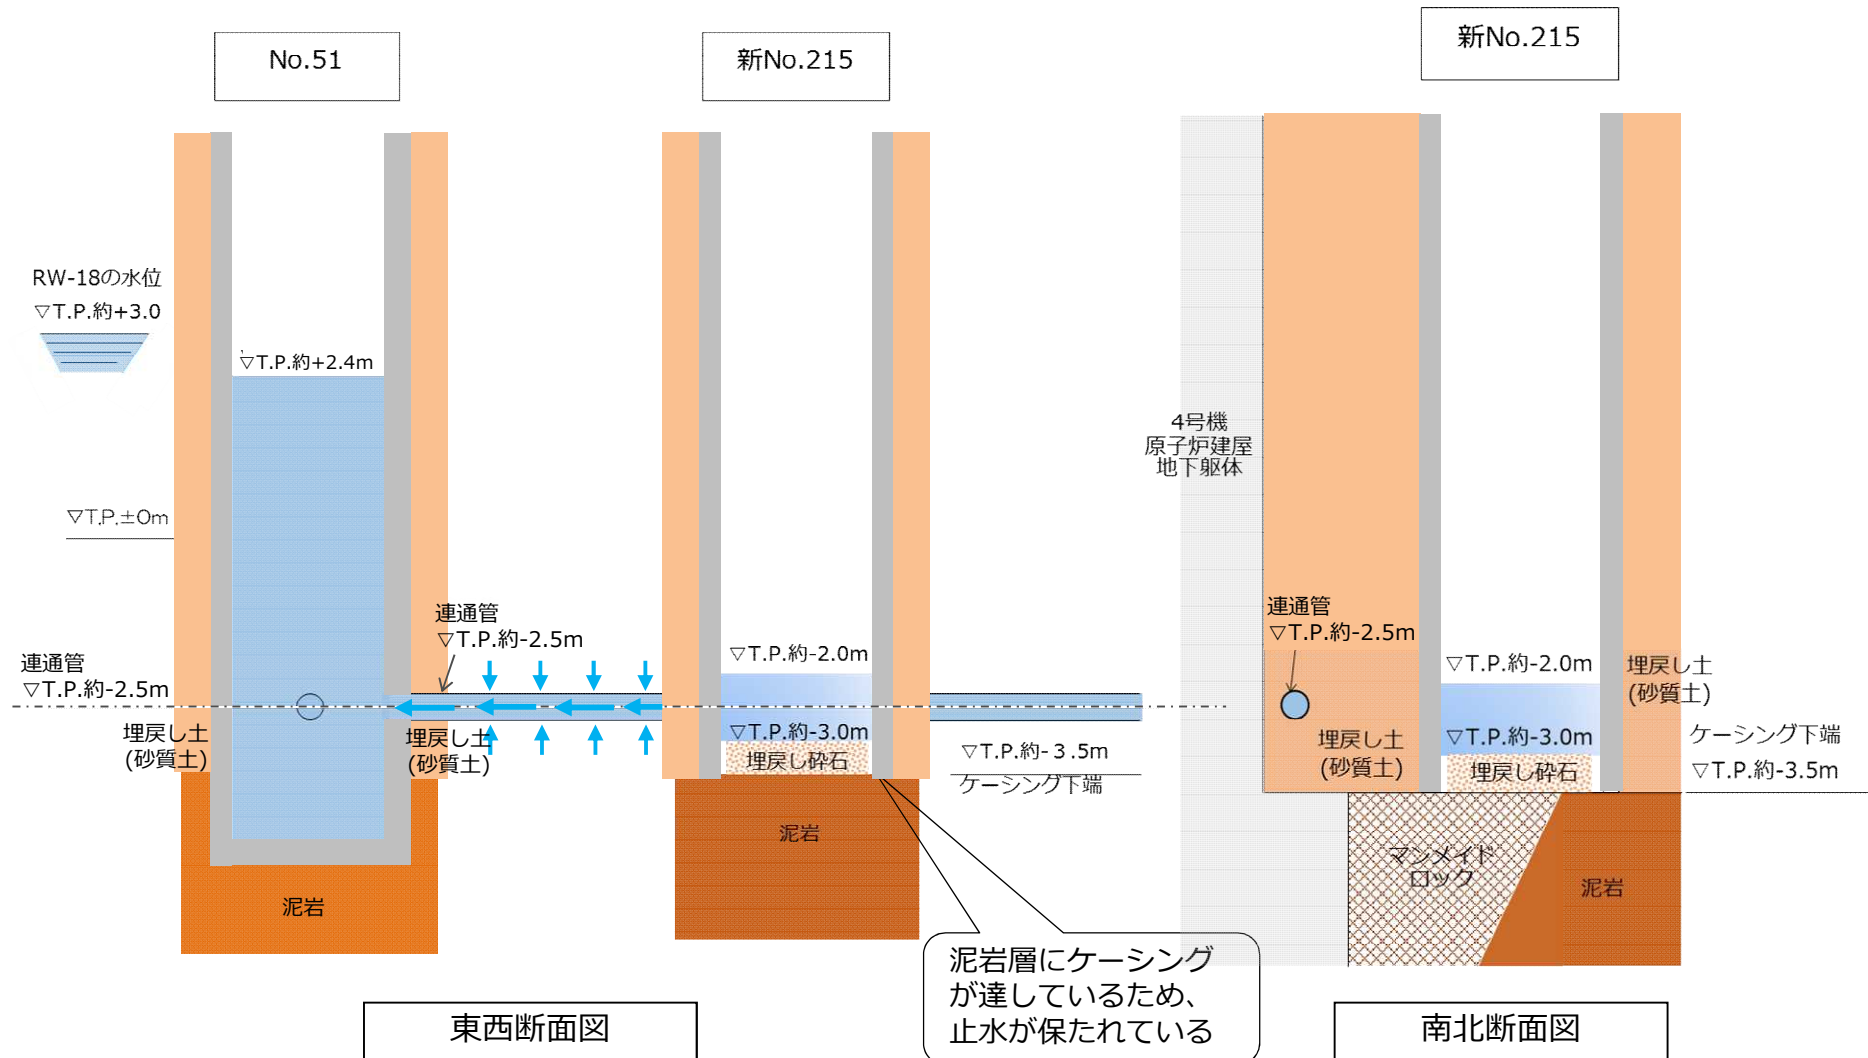 No.51
新No.215
新No.215
RW-18の水位
▽T.P.約+3.0
▽T.P.約+2.4m
▽T.P.±0m
連通管
▽T.P.約-2.5m
埋戻し土
(砂質土)
連通管
▽T.P.約-2.5m
埋戻し土
(砂質土)
▽T.P.約-2.0m
▽T.P.約-3.0m
埋戻し砕石
▽T.P.約-３.5m
ケーシング下端
泥岩
泥岩
泥岩層にケーシング
が達しているため、
止水が保たれている
東西断面図
4号機
原子炉建屋
地下躯体
連通管
▽T.P.約-2.5m
埋戻し土
(砂質土)
▽T.P.約-2.0m
▽T.P.約-3.0m
埋戻し砕石
埋戻し土
(砂質土)
ケーシング下端
▽T.P.約-3.5m
マンメイド
ロック
泥岩
南北断面図